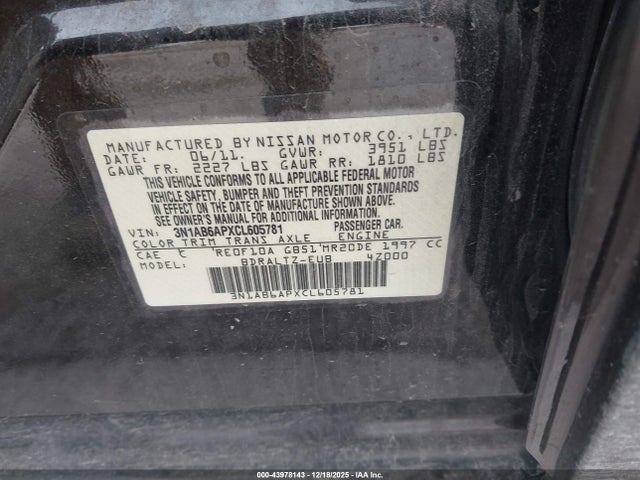 MANUFACTURED BY NISSAN MOTOR CO., LTD.
DATE: 06/11. GVWR: 3951 LBS
GAWR FR: 2227 LBS GAWR RR: 1810 LBS
THIS VEHICLE CONFORMS TO ALL APPLICABLE FEDERAL MOTOR
VEHICLE SAFETY, BUMPER AND THEFT PREVENTION STANDARDS
IN EFFECT ON THE DATE OF MANUFACTURE SHOWN ABOVE.
SEE OWNER'S MANUAL FOR ADDITIONAL INFORMATION.
VIN: 3N1AB6APXCL605781 PASSENGER CAR.
COLOR TRIM TRANS AXLE ENGINE
CAE C RE0F10A GB51 MR20DE 1997 CC
MODEL: BDRALTZ-EUB 4Z000
3N1AB6APXCL605781
000-43978143 - 12/18/2025 - IAA Inc.